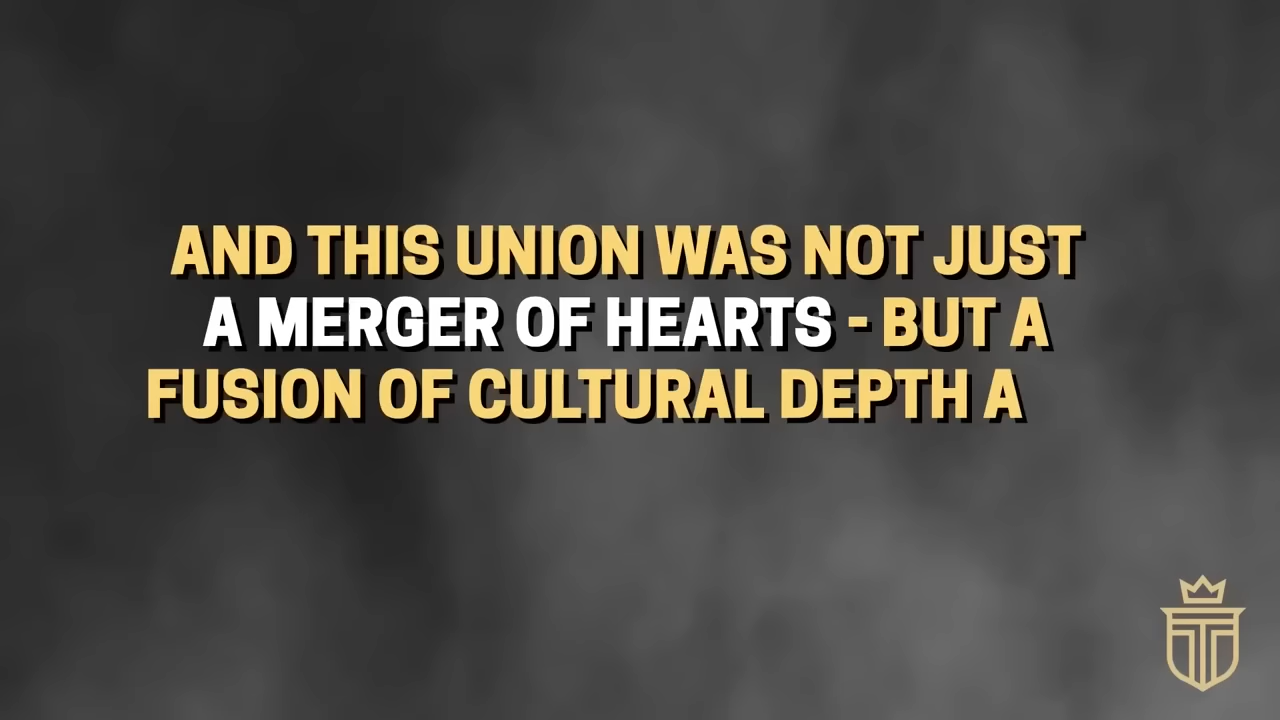 AND THIS UNION WAS NOT JUST
A MERGER OF HEARTS - BUT A
FUSION OF CULTURAL DEPTH A